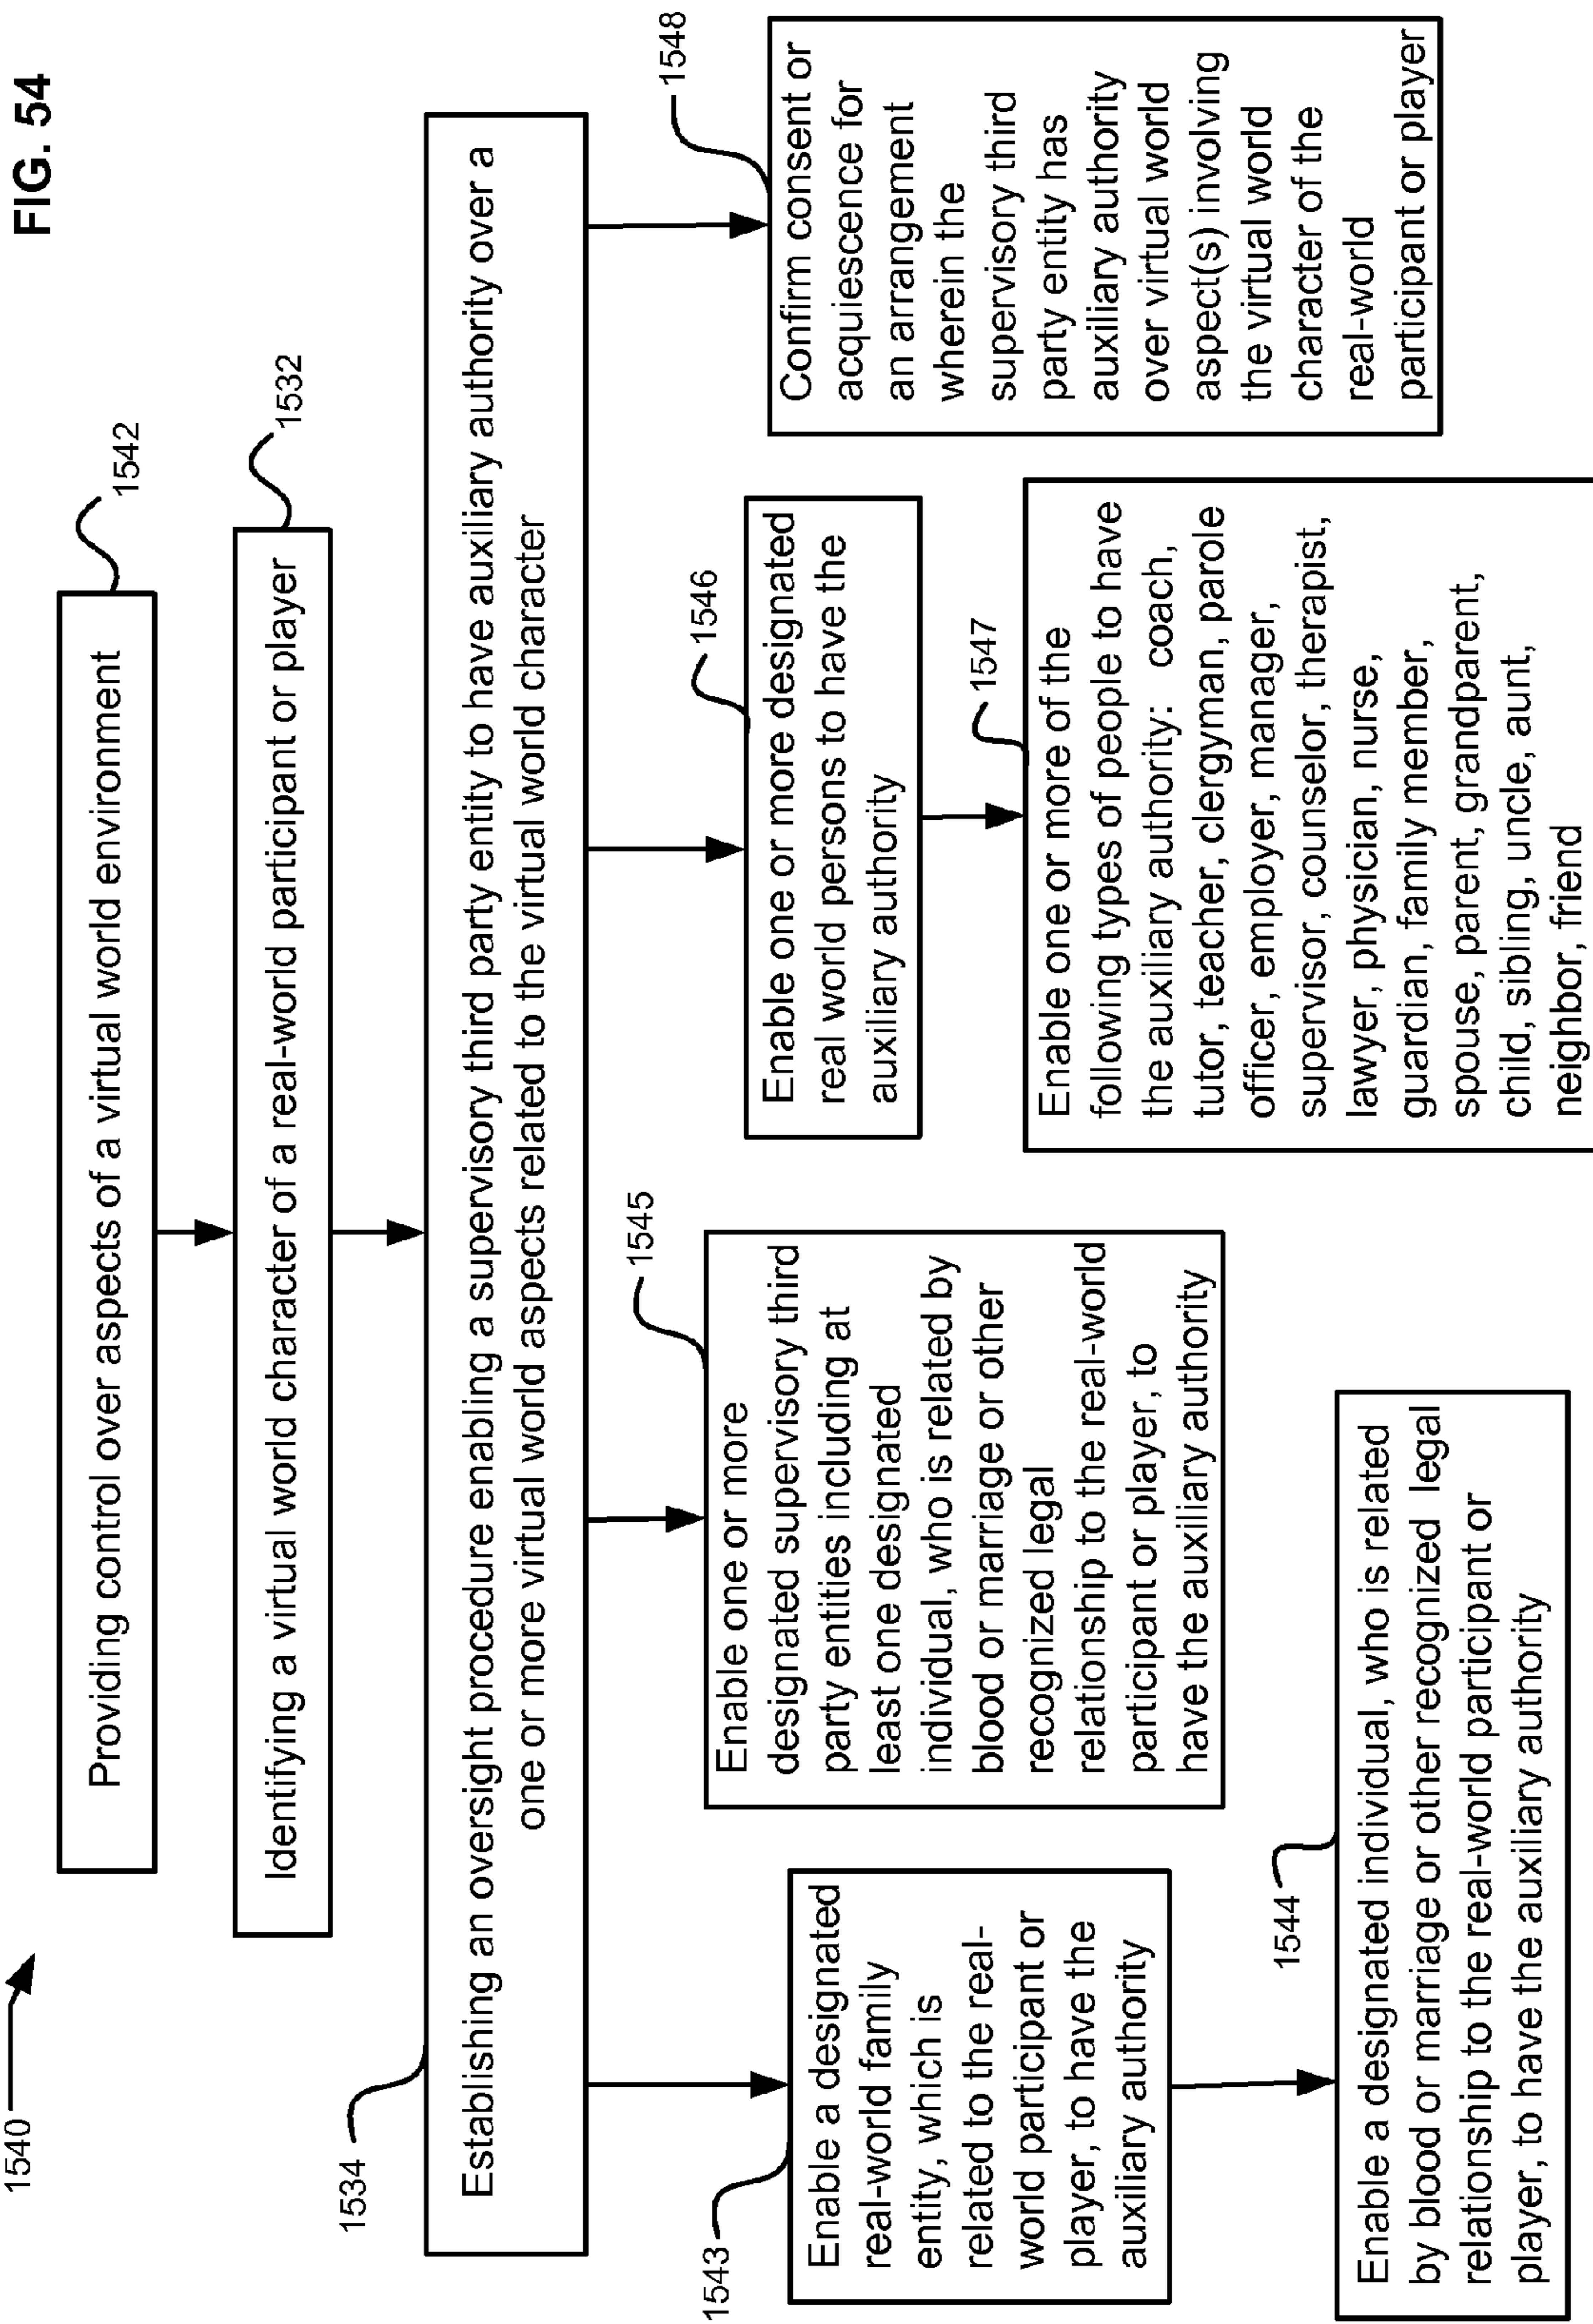 FIG. 54
1540
1542
Providing control over aspects of a virtual world environment
1532
Identifying a virtual world character of a real-world participant or player
1534
Establishing an oversight procedure enabling a supervisory third party entity to have auxiliary authority over a
one or more virtual world aspects related to the virtual world character
1543
Enable a designated
real-world family
entity, which is
related to the real-
world participant or
player, to have the
auxiliary authority
1544
Enable a designated individual, who is related
by blood or marriage or other recognized legal
relationship to the real-world participant or
player, to have the auxiliary authority
1545
Enable one or more
designated supervisory third
party entities including at
least one designated
individual, who is related by
blood or marriage or other
recognized legal
relationship to the real-world
participant or player, to
have the auxiliary authority
1546
Enable one or more designated
real world persons to have the
auxiliary authority
1547
Enable one or more of the
following types of people to have
the auxiliary authority: coach,
tutor, teacher, clergyman, parole
officer, employer, manager,
supervisor, counselor, therapist,
lawyer, physician, nurse,
guardian, family member,
spouse, parent, grandparent,
child, sibling, uncle, aunt,
neighbor, friend
1548
Confirm consent or
acquiescence for
an arrangement
wherein the
supervisory third
party entity has
auxiliary authority
over virtual world
aspect(s) involving
the virtual world
character of the
real-world
participant or player